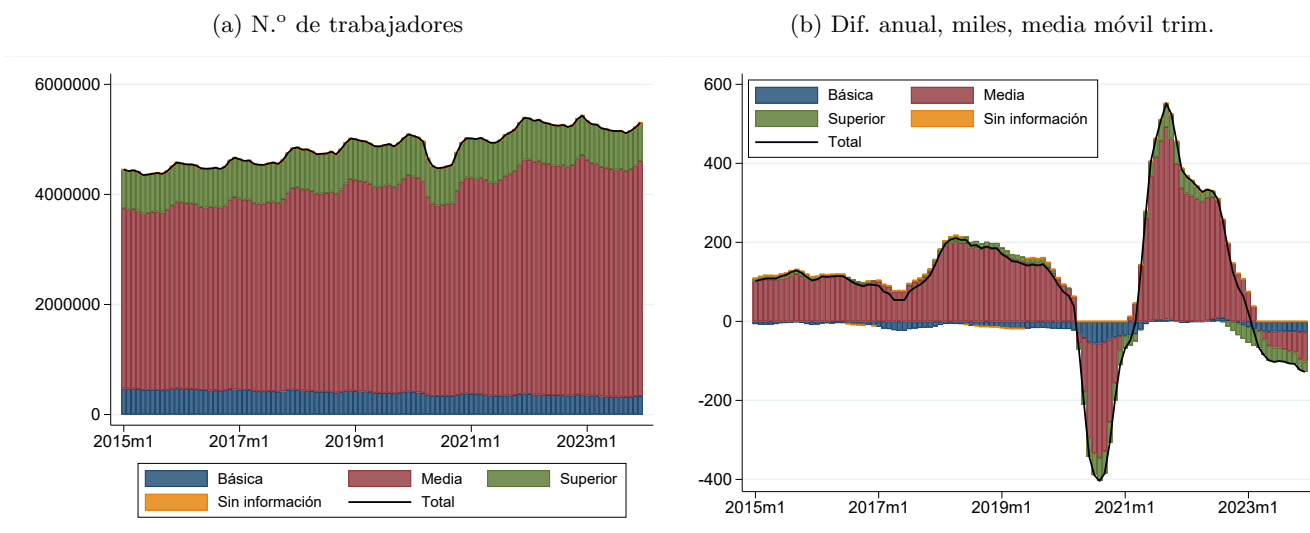 (a) N.º de trabajadores
6000000
4000000
2000000
0
2015m1 2017m1 2019m1 2021m1 2023m1
Básica Media Superior
Sin información Total
(b) Dif. anual, miles, media móvil trim.
600
400
200
0
-200
-400
Básica Media
Superior Sin información
Total
2015m1 2017m1 2019m1 2021m1 2023m1